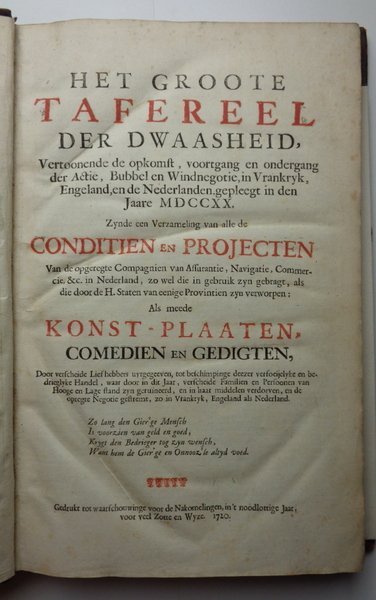 HET GROOTE
TAFEREEL
DER DWAASHEID,
Vertoonende de opkomst, voortgang en ondergang
der Actie, Bubbel en Windnegotie, in Vrankryk,
Engeland, en de Nederlanden, gepleegt in den
Jaare MDCCXX.
Zynde een Verzameling van alle de
CONDITIEN EN PROJECTEN
Van de opgeregte Compagnien van Assurantie, Navigatie, Commer-
cie, &c. in Nederland, zo wel die in gebruik zyn gebragt, als
die door de H. Staten van eenige Provintien zyn verworpen:
Als meede
KONST-PLAATEN,
COMEDIEN EN GEDIGTEN,
Door verscheide Liefhebbers uytgegeeven, tot beschimpinge deezer verfoeijelyke en be-
drieglyke Handel, waar door in dit Jaar, verscheide Familien en Persoonen van
Hooge en Lage stand zyn geruineerd, en in haar middelen verdorven, en de
opregte Negotie gestremt, zo in Vrankryk, Engeland als Nederland.
Zo lang den Gier'ge Mensch
Is voorzien van geld en goed,
Krygt den Bedrieger tog zyn wensch,
Want hem de Gier'ge en Onnooz'le altyd voed.
Gedrukt tot waarschouwinge voor de Nakomelingen, in 't noodlottige Jaar,
voor veel Zotte en Wyze. 1720.